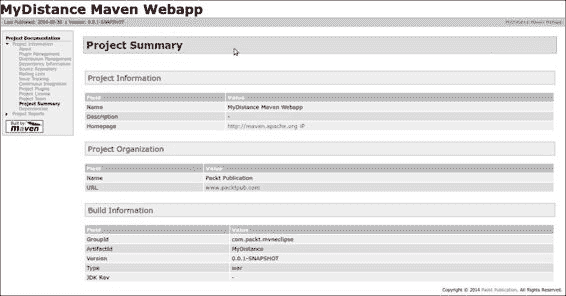 MyDistance Maven Webapp
Last Published: 2014-10-30 | Version: 0.0.1-SNAPSHOT
MyDistance Maven Webapp
Project Documentation
Project Information
About
Plugin Management
Distribution Management
Dependency Information
Source Repository
Mailing Lists
Issue Tracking
Continuous Integration
Project Plugins
Project License
Project Team
Project Summary
Dependencies
Project Reports
Built by
maven
Project Summary
Project Information
Field Value
Name MyDistance Maven Webapp
Description -
Homepage http://maven.apache.org
Project Organization
Field Value
Name Packt Publication
URL www.packtpub.com
Build Information
Field Value
GroupId com.packt.mvneclipse
ArtifactId MyDistance
Version 0.0.1-SNAPSHOT
Type war
JDK Rev -
Copyright © 2014 Packt Publication. All Rights Reserved.